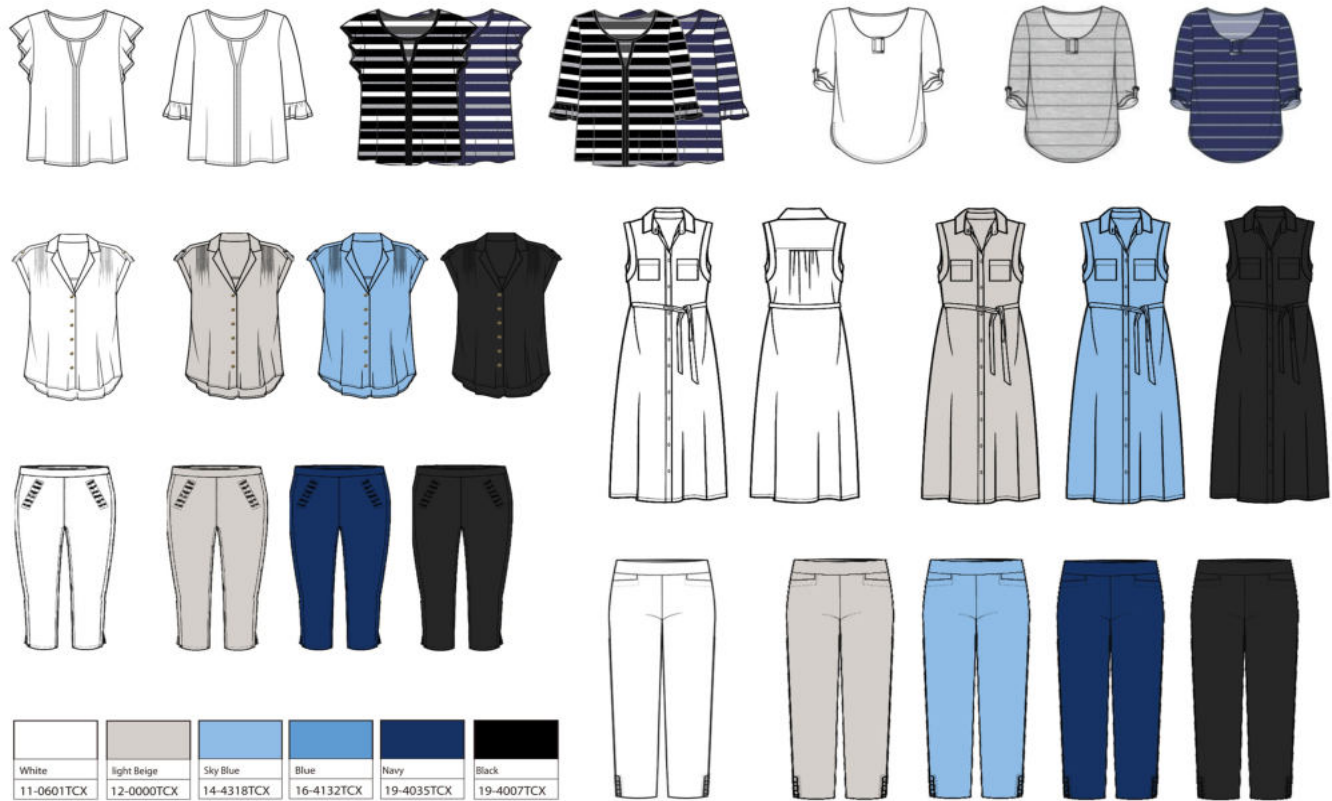 White
11-0601TCX
light Beige
12-0000TCX
Sky Blue
14-4318TCX
Blue
16-4132TCX
Navy
19-4035TCX
Black
19-4007TCX